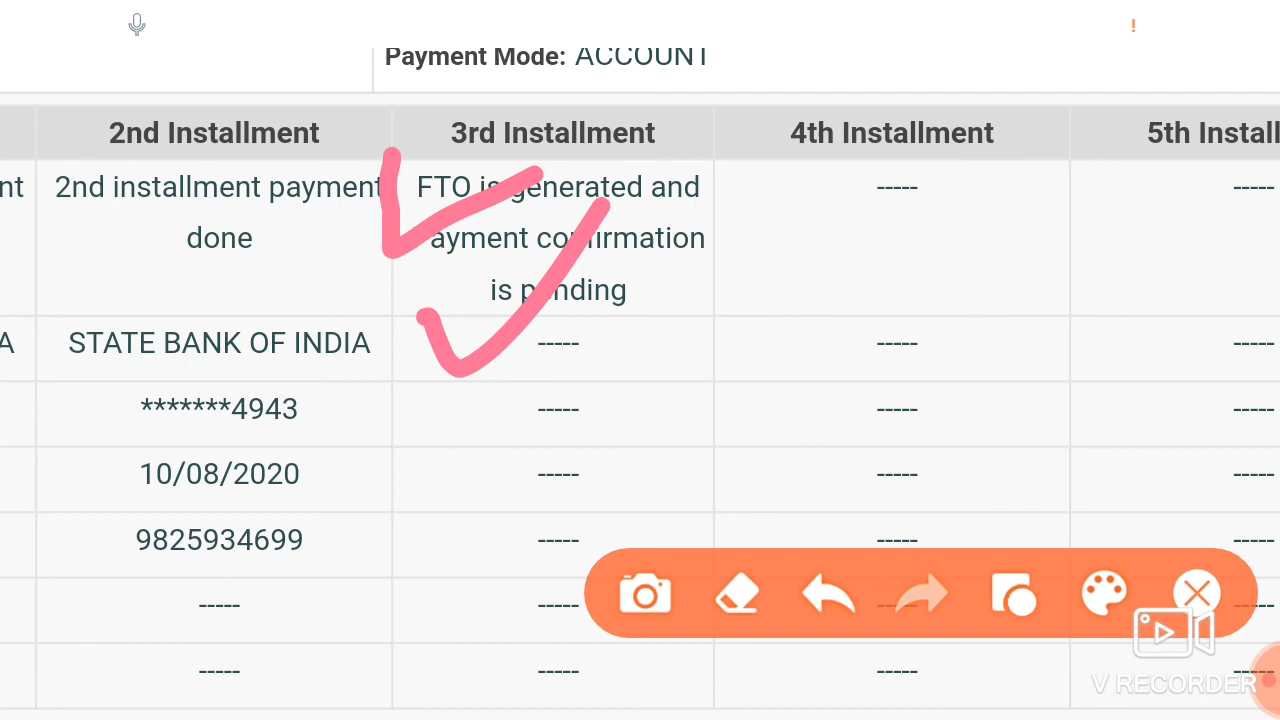 Payment Mode: ACCOUNT
2nd Installment 3rd Installment 4th Installment 5th Install
nt 2nd installment payment FTO is generated and ----- -----
done ayment confirmation
is pending
A STATE BANK OF INDIA ----- ----- -----
*******4943 ----- ----- -----
10/08/2020 ----- ----- -----
9825934699 ----- ----- -----
----- ----- ----- -----
----- ----- ----- -----
V RECORDER